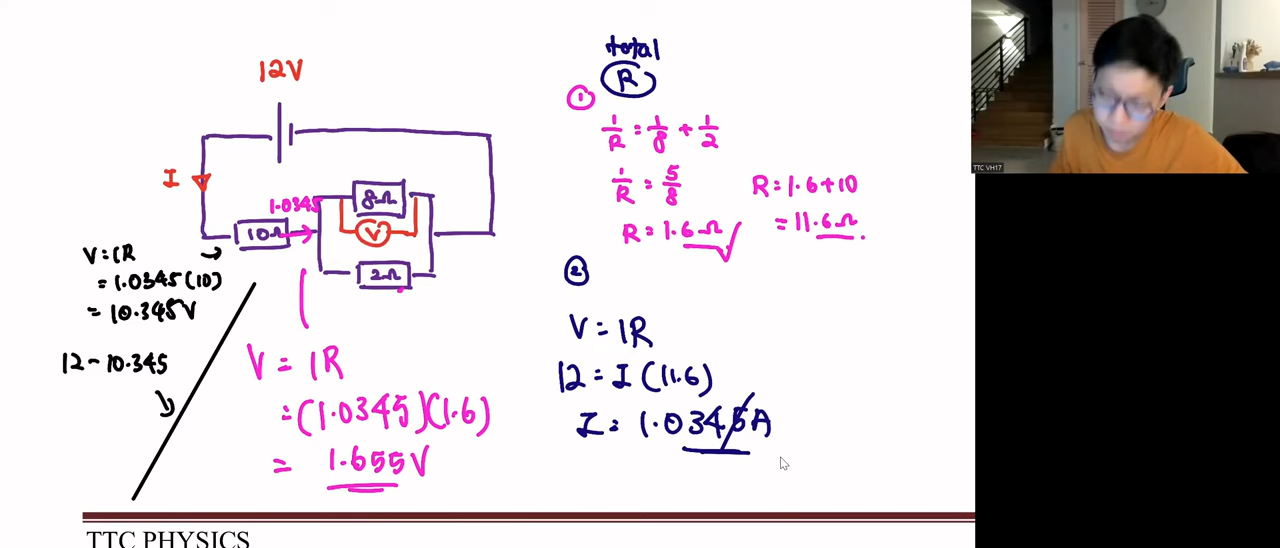 12V
I
1.0345
8Ω
10Ω
V
2Ω
V = IR
= 1.0345(10)
= 10.345V
12 - 10.345
V = IR
= (1.0345)(1.6)
= 1.655V
total
R
①
1/R = 1/8 + 1/2
1/R = 5/8
R = 1.6Ω
R = 1.6 + 10
= 11.6Ω
②
V = IR
12 = I (11.6)
I = 1.0345A
TTC PHYSICS
TTC VH17